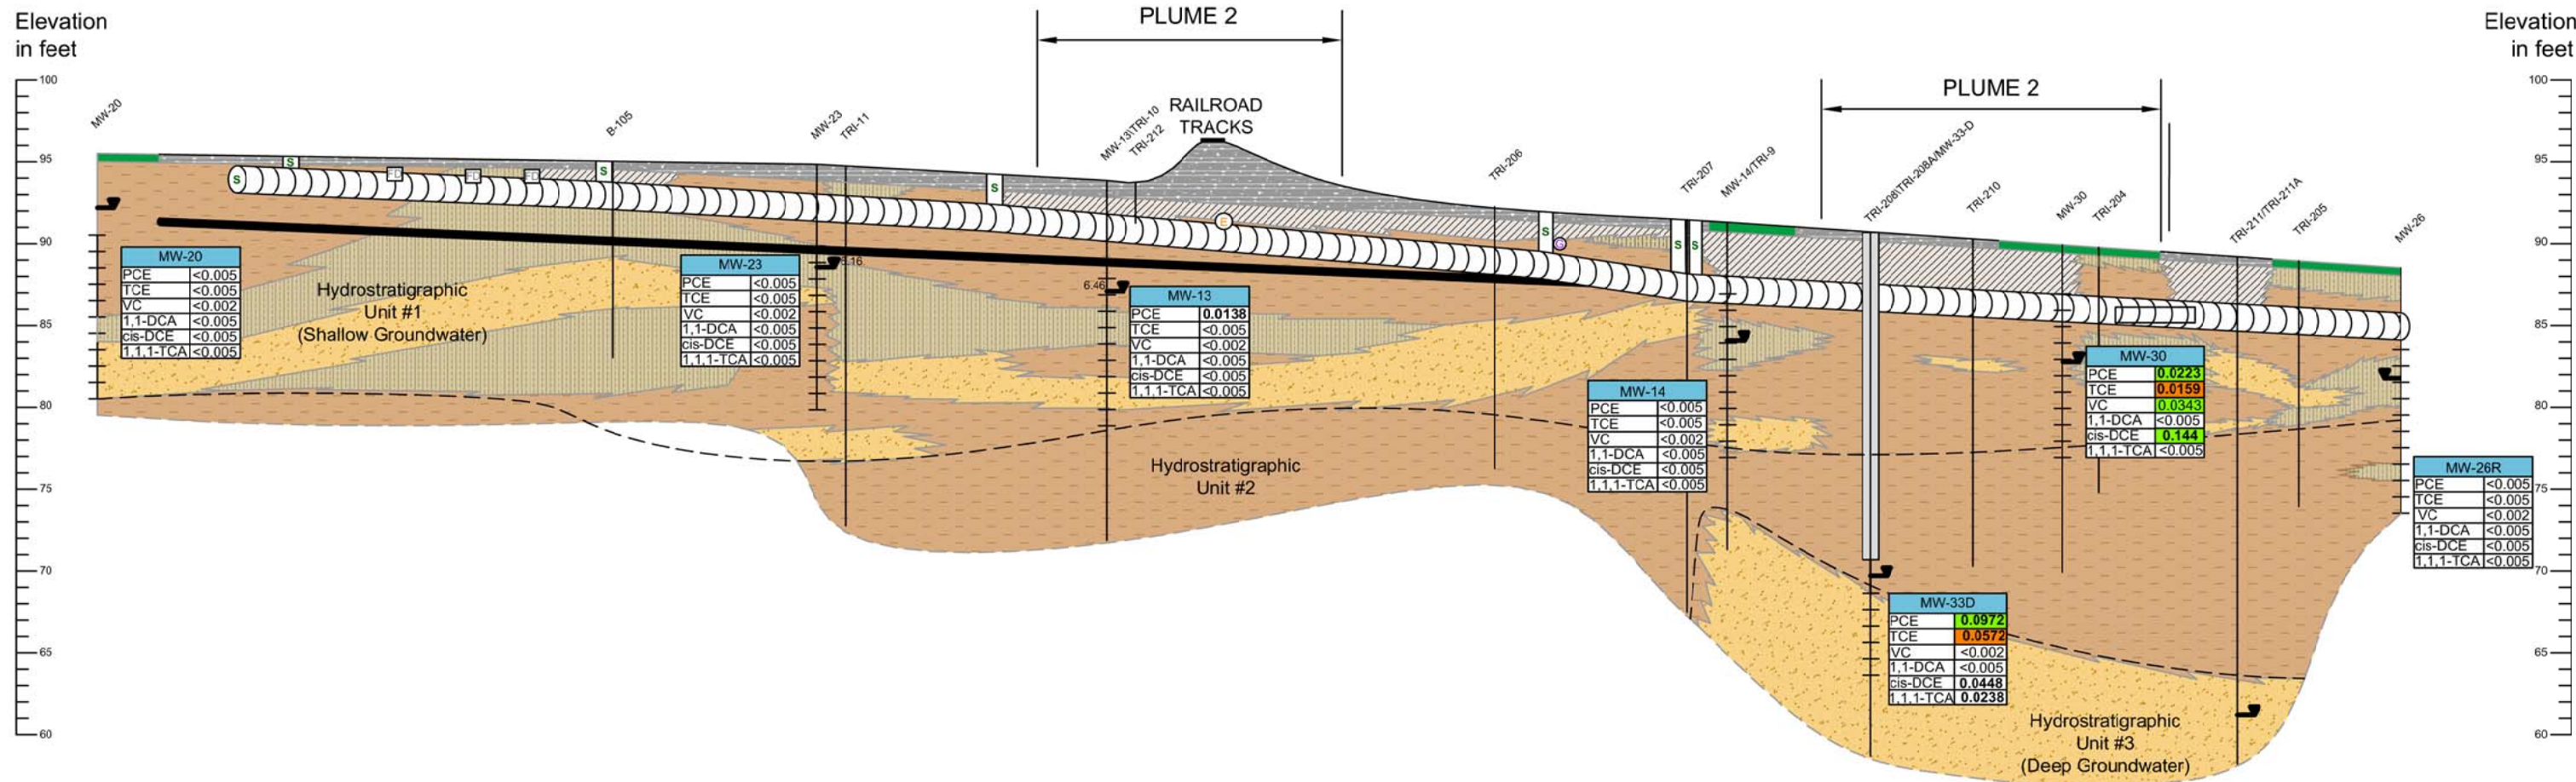 Elevation
in feet
PLUME 2
Elevation
in feet
PLUME 2
RAILROAD
TRACKS
100
95
90
85
80
75
70
65
60
100
95
90
85
80
75
70
65
60
MW-20
B-105
MW-23
TRI-11
MW-13\TRI-10
TRI-212
TRI-206
TRI-207
MW-14/TRI-9
TRI-208\TRI-208A/MW-33-D
TRI-210
MW-30
TRI-204
TRI-211/TRI-211A
TRI-205
MW-26
S
S
FD
FD
FD
S
S
E
S
G
S
S
6.46
MW-20
PCE <0.005
TCE <0.005
VC <0.002
1,1-DCA <0.005
cis-DCE <0.005
1,1,1-TCA <0.005
Hydrostratigraphic
Unit #1
(Shallow Groundwater)
MW-23
PCE <0.005
TCE <0.005
VC <0.002
1,1-DCA <0.005
cis-DCE <0.005
1,1,1-TCA <0.005
MW-13
PCE 0.0138
TCE <0.005
VC <0.002
1,1-DCA <0.005
cis-DCE <0.005
1,1,1-TCA <0.005
Hydrostratigraphic
Unit #2
MW-14
PCE <0.005
TCE <0.005
VC <0.002
1,1-DCA <0.005
cis-DCE <0.005
1,1,1-TCA <0.005
MW-30
PCE 0.0223
TCE 0.0159
VC 0.0343
1,1-DCA <0.005
cis-DCE 0.144
1,1,1-TCA <0.005
MW-26R
PCE <0.005
TCE <0.005
VC <0.002
1,1-DCA <0.005
cis-DCE <0.005
1,1,1-TCA <0.005
MW-33D
PCE 0.0972
TCE 0.0572
VC <0.002
1,1-DCA <0.005
cis-DCE 0.0448
1,1,1-TCA 0.0238
Hydrostratigraphic
Unit #3
(Deep Groundwater)